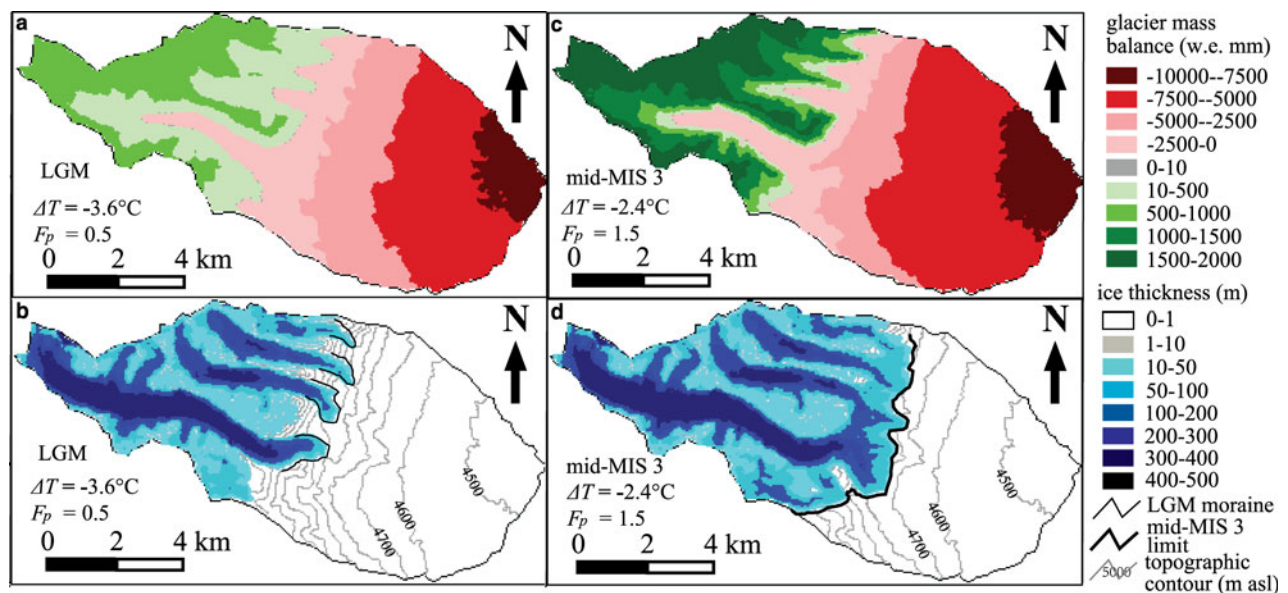 a
N
LGM
ΔT = -3.6°C
Fp = 0.5
0 2 4 km
c
N
mid-MIS 3
ΔT = -2.4°C
Fp = 1.5
0 2 4 km
b
N
LGM
ΔT = -3.6°C
Fp = 0.5
0 2 4 km
4500
4600
4700
d
N
mid-MIS 3
ΔT = -2.4°C
Fp = 1.5
0 2 4 km
4500
4600
4700
glacier mass
balance (w.e. mm)
-10000--7500
-7500--5000
-5000--2500
-2500-0
0-10
10-500
500-1000
1000-1500
1500-2000
ice thickness (m)
0-1
1-10
10-50
50-100
100-200
200-300
300-400
400-500
LGM moraine
mid-MIS 3
limit
5000 topographic
contour (m asl)